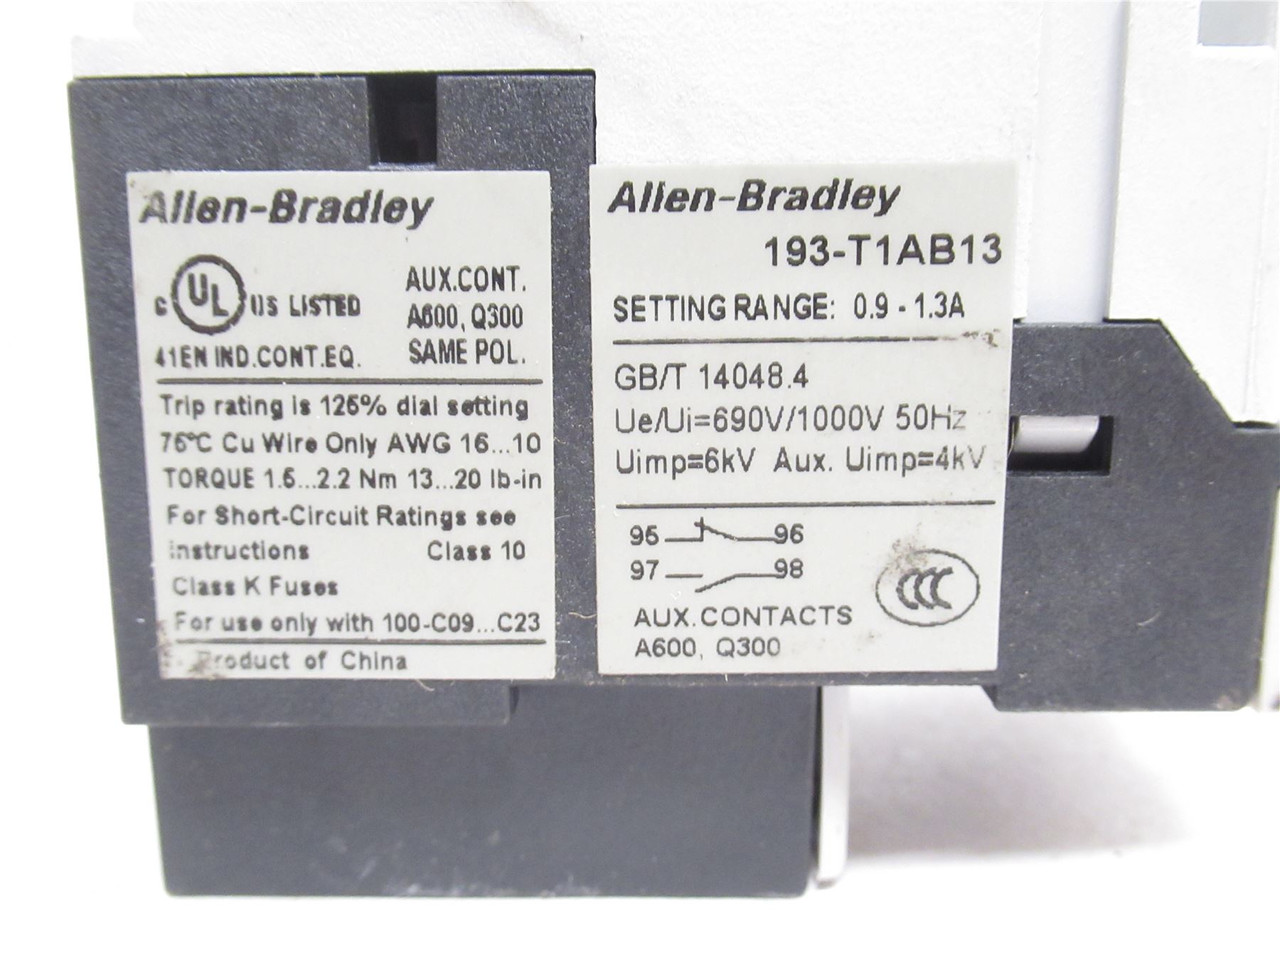 Allen-Bradley
c UL US LISTED
41EN IND.CONT.EQ.
AUX.CONT.
A600, Q300
SAME POL.
Trip rating is 125% dial setting
75°C Cu Wire Only AWG 16...10
TORQUE 1.5...2.2 Nm 13...20 lb-in
For Short-Circuit Ratings see
instructions Class 10
Class K Fuses
For use only with 100-C09...C23
Product of China
Allen-Bradley
193-T1AB13
SETTING RANGE: 0.9 - 1.3A
GB/T 14048.4
Ue/Ui=690V/1000V 50Hz
Uimp=6kV Aux. Uimp=4kV
95 96
97 98
CCC
AUX.CONTACTS
A600, Q300